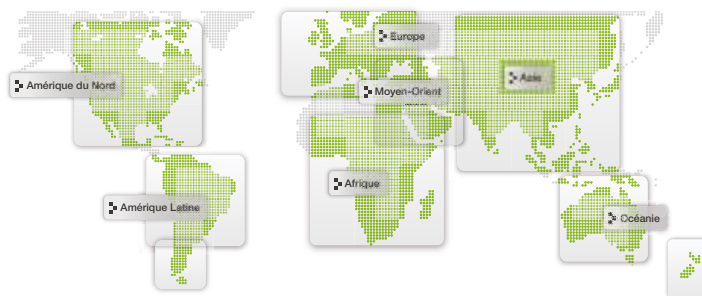 Europe
Asie
Amérique du Nord
Moyen-Orient
Afrique
Amérique Latine
Océanie